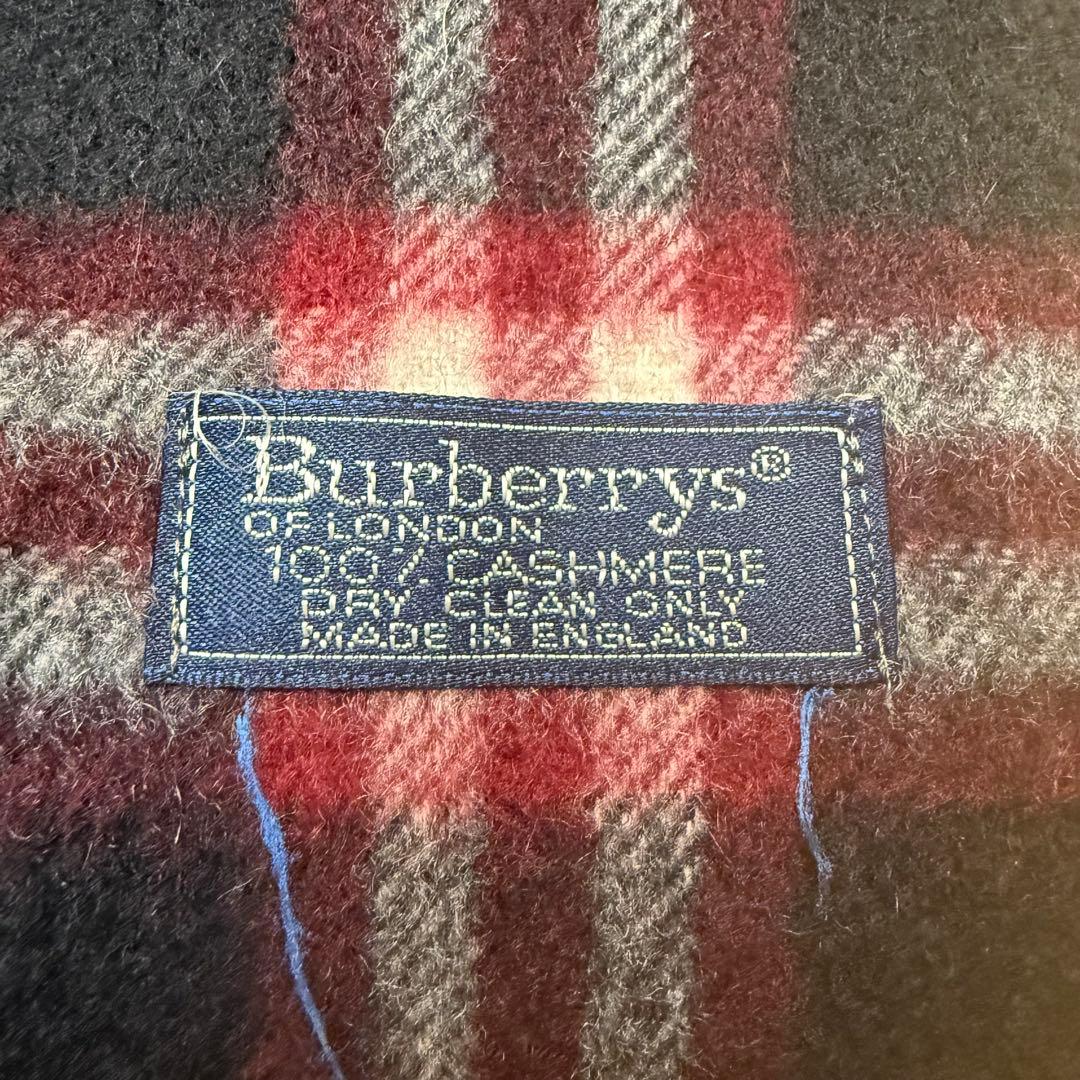 Burberrys®
OF LONDON
100% CASHMERE
DRY CLEAN ONLY
MADE IN ENGLAND